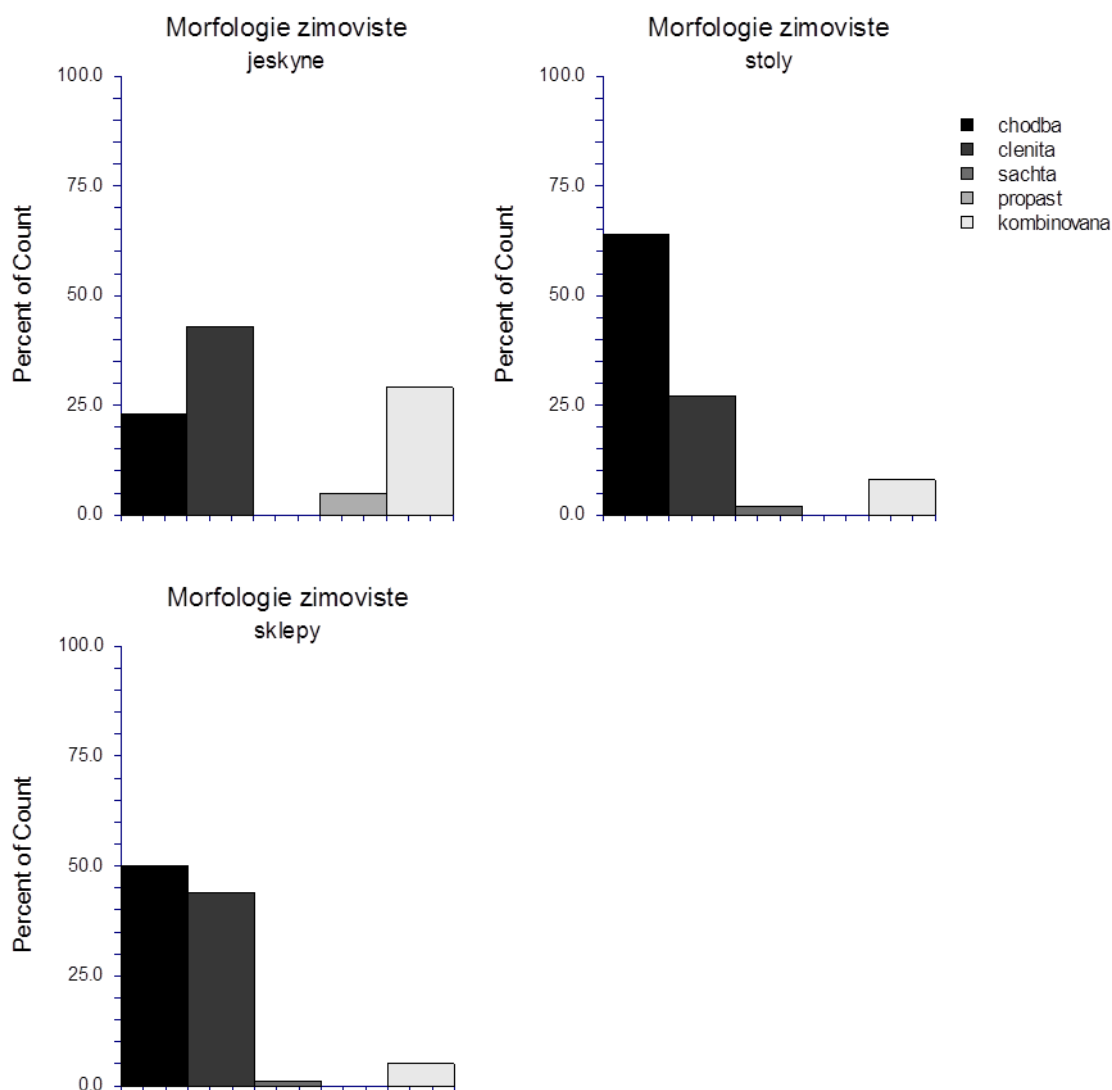 Morfologie zimoviste
jeskyne
100.0
75.0
50.0
25.0
0.0
Percent of Count
Morfologie zimoviste
stoly
100.0
75.0
50.0
25.0
0.0
Percent of Count
chodba
clenita
sachta
propast
kombinovana
Morfologie zimoviste
sklepy
100.0
75.0
50.0
25.0
0.0
Percent of Count